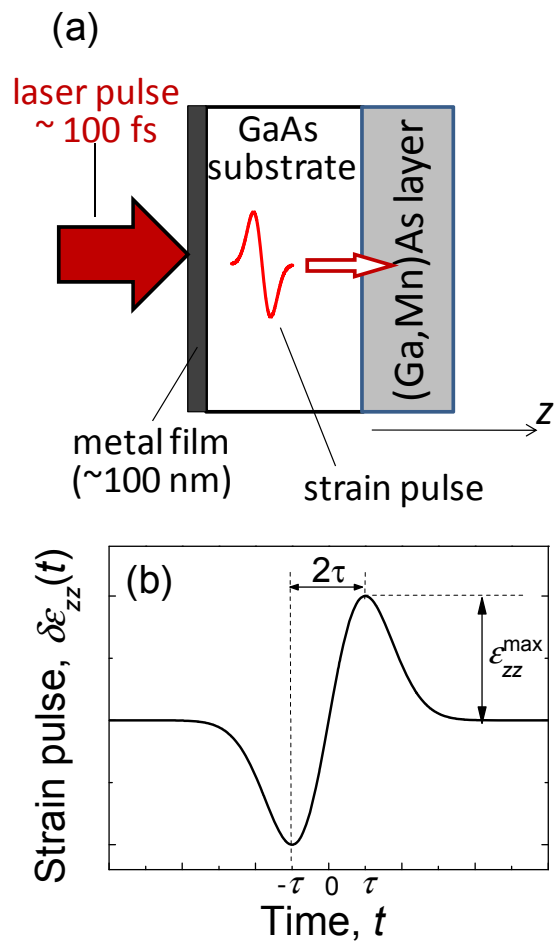 (a)
laser pulse
~ 100 fs
GaAs
substrate
(Ga,Mn)As layer
z
metal film
(~100 nm)
strain pulse
(b)
2τ
Strain pulse, δε_zz(t)
ε_zz^max
-τ 0 τ
Time, t